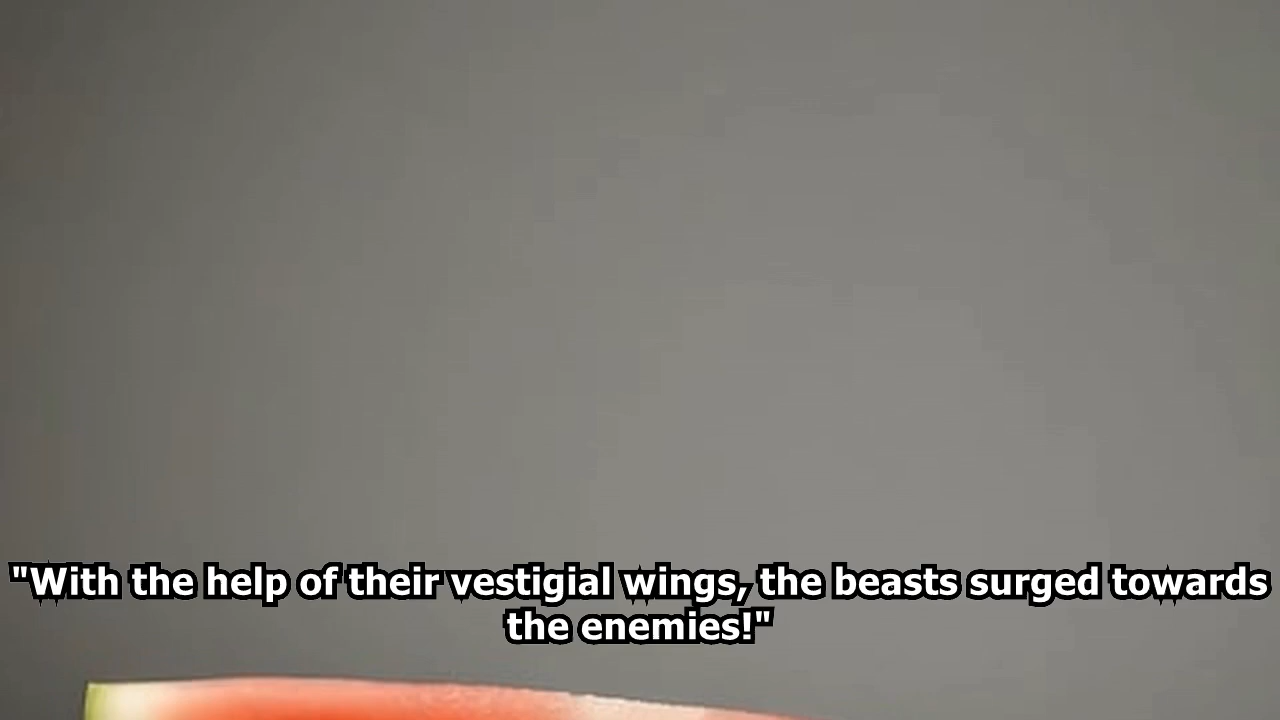 "With the help of their vestigial wings, the beasts surged towards
the enemies!"